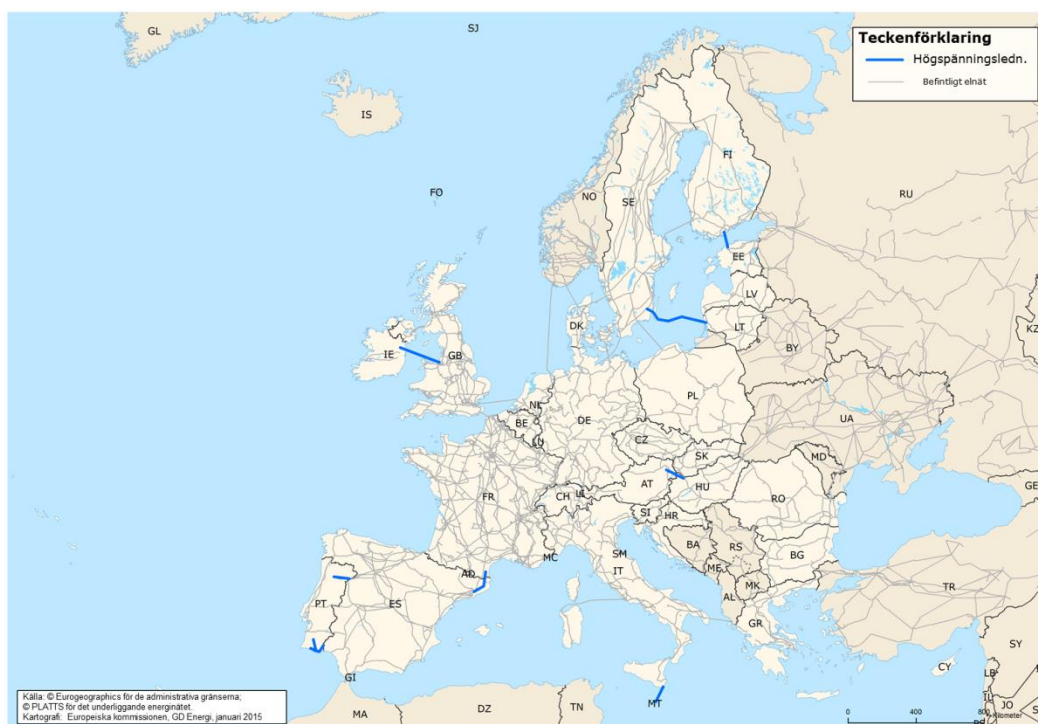 GL
SJ
Teckenförklaring
Högspänningsledn.
Befintligt elnät
IS
FI
FO
NO
SE
RU
EE
LV
DK
LT
KZ
IE
GB
BY
NL
PL
BE
DE
UA
CZ
SK
MD
AT
HU
FR
CH
RO
GE
SI
HR
BA
RS
SM
MC
BG
IT
ME
AD
MK
TR
PT
ES
AL
GR
SY
CY
GI
MT
LB
IL
JO
MA
DZ
TN
Källa: © Eurogeographics för de administrativa gränserna;
© PLATTS för det underliggande energinätet.
Kartografi: Europeiska kommissionen, GD Energi, januari 2015
0 400 800
Kilometer